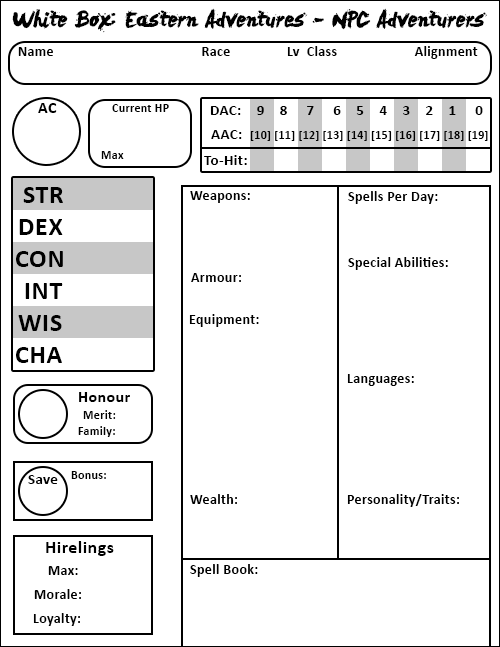 White Box: Eastern Adventures - NPC Adventurers
Name Race Lv Class Alignment
AC
Current HP
Max
DAC: 9 8 7 6 5 4 3 2 1 0
AAC: [10] [11] [12] [13] [14] [15] [16] [17] [18] [19]
To-Hit:
STR
DEX
CON
INT
WIS
CHA
Honour
Merit:
Family:
Save
Bonus:
Hirelings
Max:
Morale:
Loyalty:
Weapons:
Armour:
Equipment:
Wealth:
Spells Per Day:
Special Abilities:
Languages:
Personality/Traits:
Spell Book: